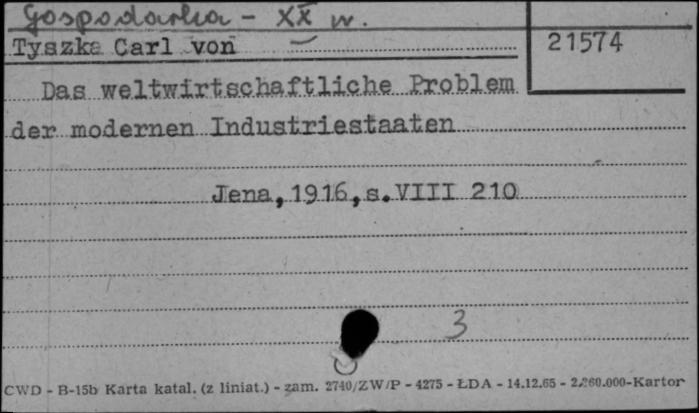 Gospodarka - XX w.
Tyszka Carl von
21574
Das weltwirtschaftliche Problem
der modernen Industriestaaten
Jena,1916,s.VIII 210
3
CWD - B-15b Karta katal. (z liniat.) - zam. 2740/ZW/P - 4275 - ŁDA - 14.12.65 - 2.260.000-Kartor